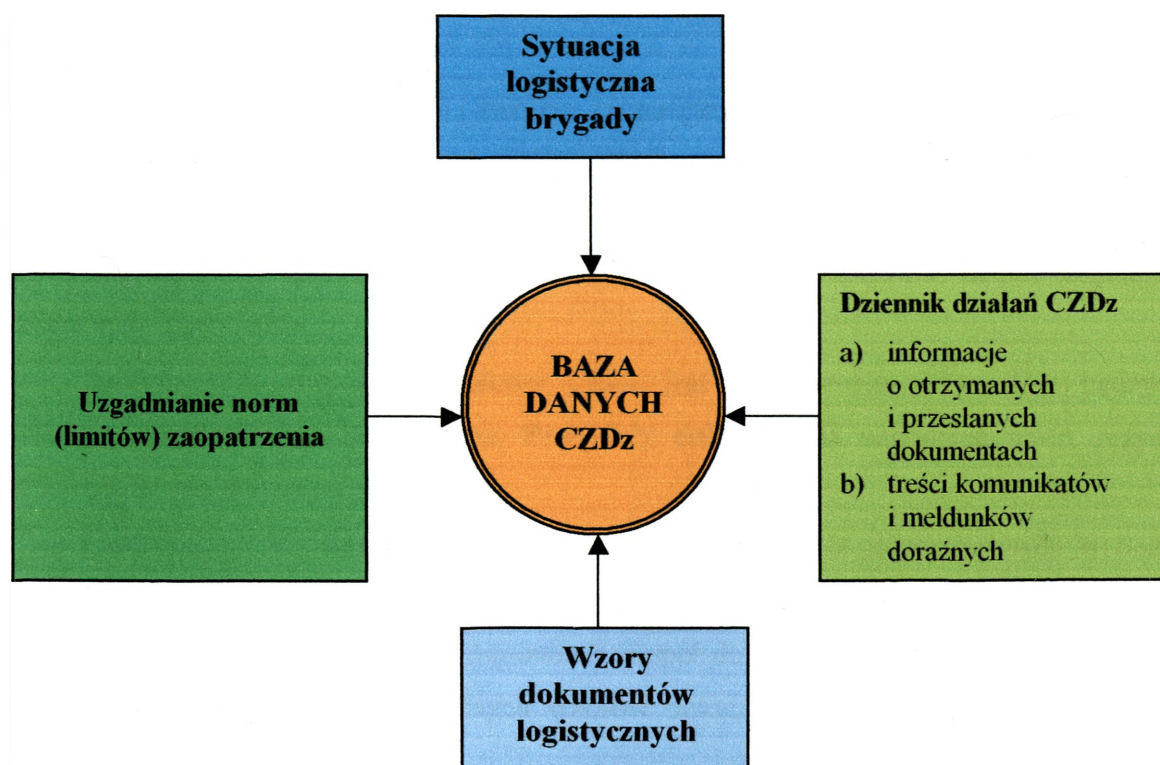 Sytuacja
logistyczna
brygady
Uzgadnianie norm
(limitów) zaopatrzenia
BAZA
DANYCH
CZDz
Dziennik działań CZDz
a) informacje
o otrzymanych
i przesłanych
dokumentach
b) treści komunikatów
i meldunków
doraźnych
Wzory
dokumentów
logistycznych